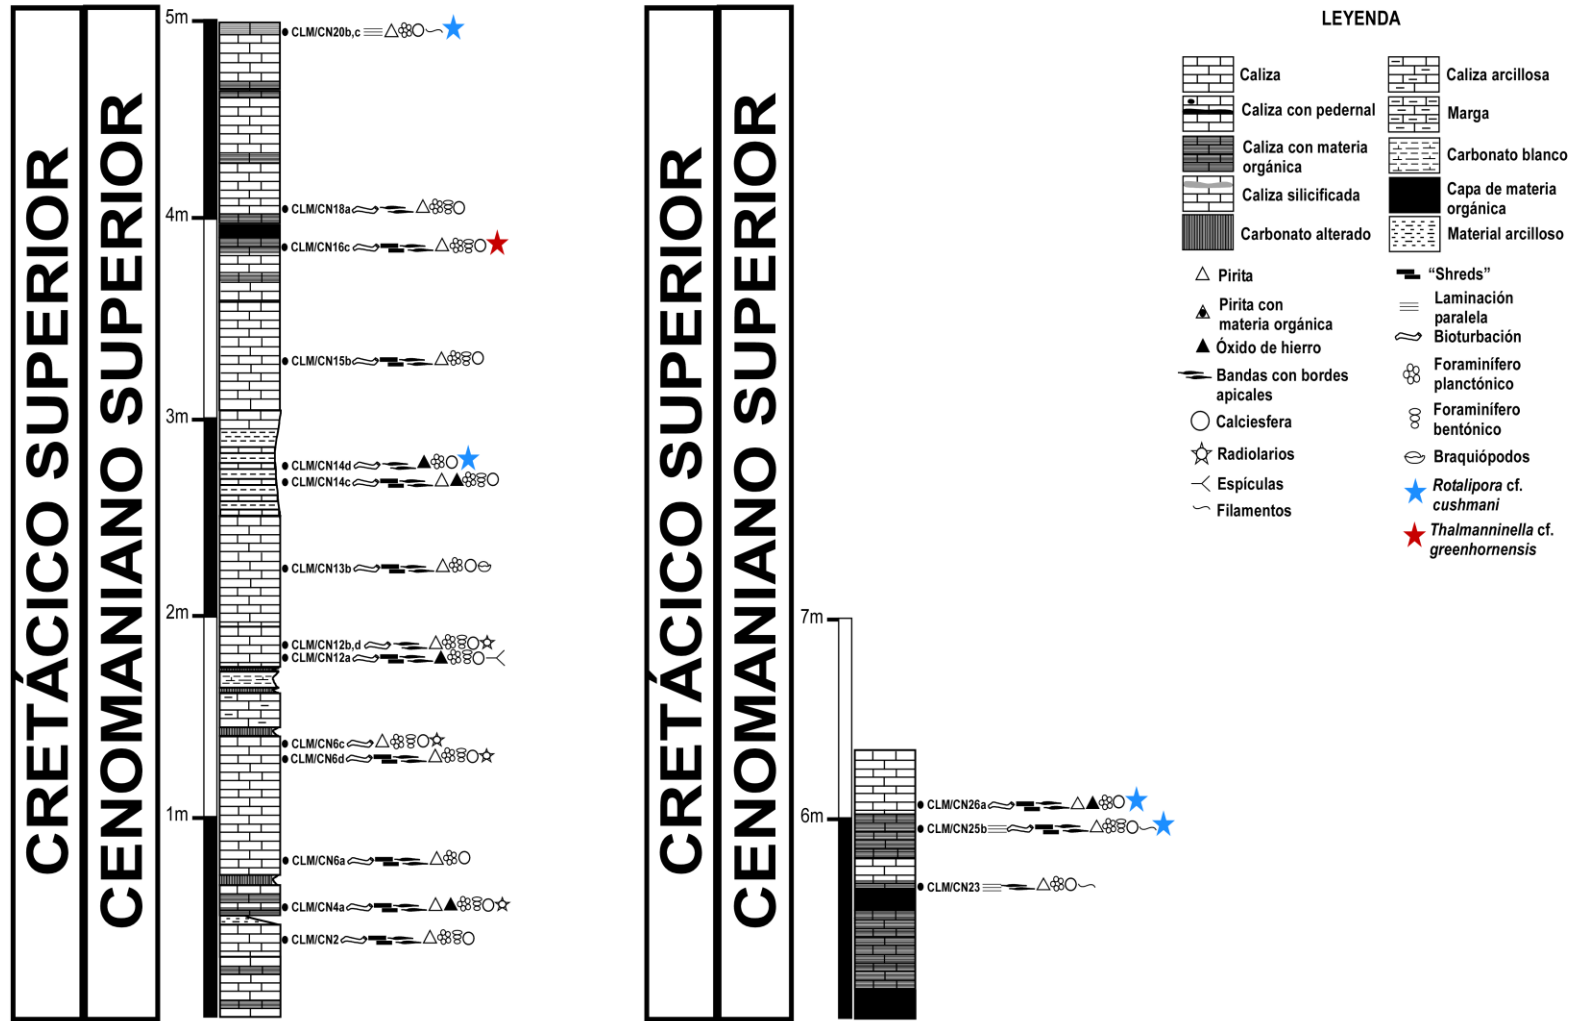 CRETÁCICO SUPERIOR
CENOMANIANO SUPERIOR
5m
CLM/CN20b,c
4m
CLM/CN18a
CLM/CN16c
CLM/CN15b
3m
CLM/CN14d
CLM/CN14c
CLM/CN13b
2m
CLM/CN12b,d
CLM/CN12a
CLM/CN6c
CLM/CN6d
1m
CLM/CN6a
CLM/CN4a
CLM/CN2
CRETÁCICO SUPERIOR
CENOMANIANO SUPERIOR
7m
6m
CLM/CN26a
CLM/CN25b
CLM/CN23
LEYENDA
Caliza
Caliza con pedernal
Caliza con materia
orgánica
Caliza silicificada
Carbonato alterado
Caliza arcillosa
Marga
Carbonato blanco
Capa de materia
orgánica
Material arcilloso
Pirita
Pirita con
materia orgánica
Óxido de hierro
Bandas con bordes
apicales
Calciesfera
Radiolarios
Espículas
Filamentos
“Shreds”
Laminación
paralela
Bioturbación
Foraminífero
planctónico
Foraminífero
bentónico
Braquiópodos
Rotalipora cf.
cushmani
Thalmanninella cf.
greenhornensis